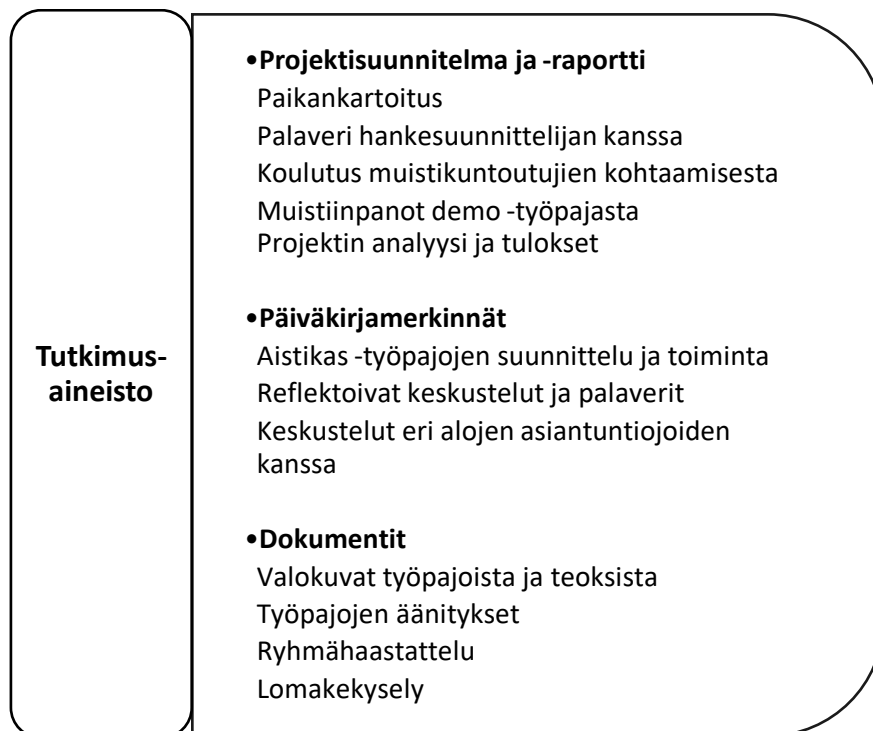 Tutkimus-
aineisto
•Projektisuunnitelma ja -raportti
Paikankartoitus
Palaveri hankesuunnittelijan kanssa
Koulutus muistikuntoutujien kohtaamisesta
Muistiinpanot demo -työpajasta
Projektin analyysi ja tulokset
•Päiväkirjamerkinnät
Aistikas -työpajojen suunnittelu ja toiminta
Reflektoivat keskustelut ja palaverit
Keskustelut eri alojen asiantuntiojoiden
kanssa
•Dokumentit
Valokuvat työpajoista ja teoksista
Työpajojen äänitykset
Ryhmähaastattelu
Lomakekysely